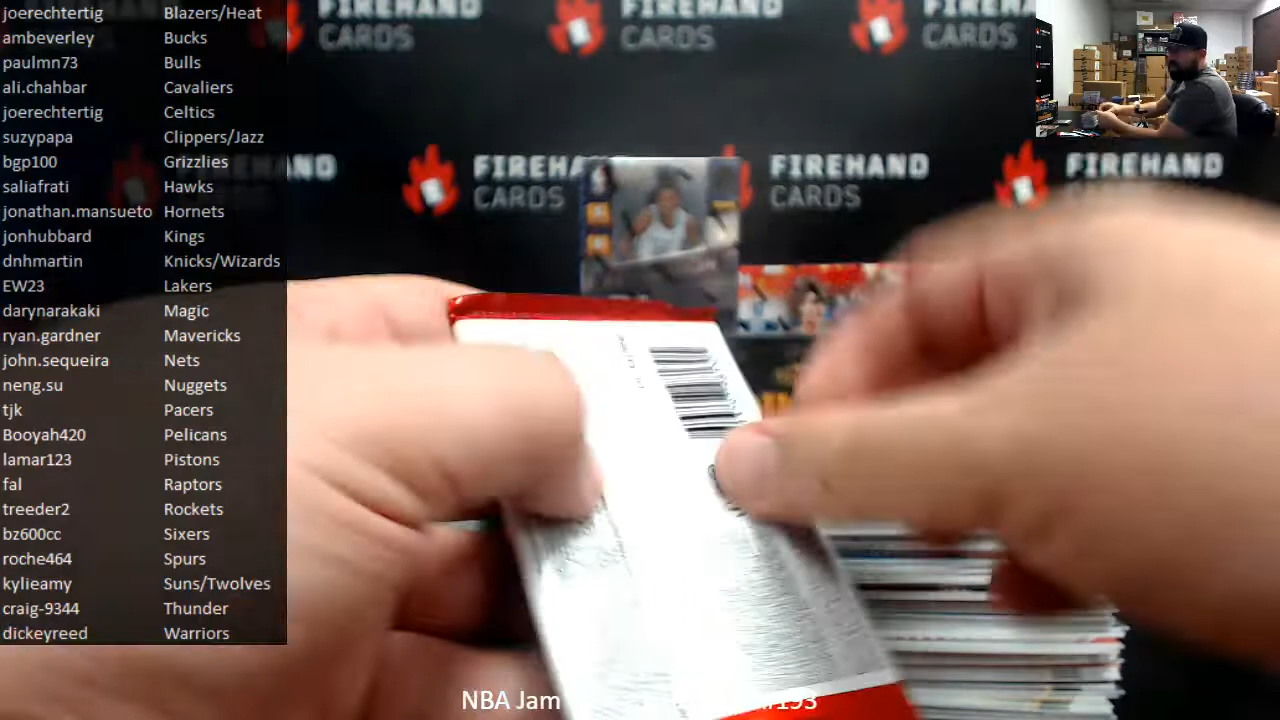 joerechtertig Blazers/Heat
ambeverley Bucks
paulmn73 Bulls
ali.chahbar Cavaliers
joerechtertig Celtics
suzypapa Clippers/Jazz
bgp100 Grizzlies
saliafrati Hawks
jonathan.mansueto Hornets
jonhubbard Kings
dnhmartin Knicks/Wizards
EW23 Lakers
darynarakaki Magic
ryan.gardner Mavericks
john.sequeira Nets
neng.su Nuggets
tjk Pacers
Booyah420 Pelicans
lamar123 Pistons
fal Raptors
treeder2 Rockets
bz600cc Sixers
roche464 Spurs
kylieamy Suns/Twolves
craig-9344 Thunder
dickeyreed Warriors
FIREHAND
CARDS
FIREHAND
CARDS
CARDS
CARDS
FIREHAND
CARDS
FIREHAND
CARDS
NBA Jam